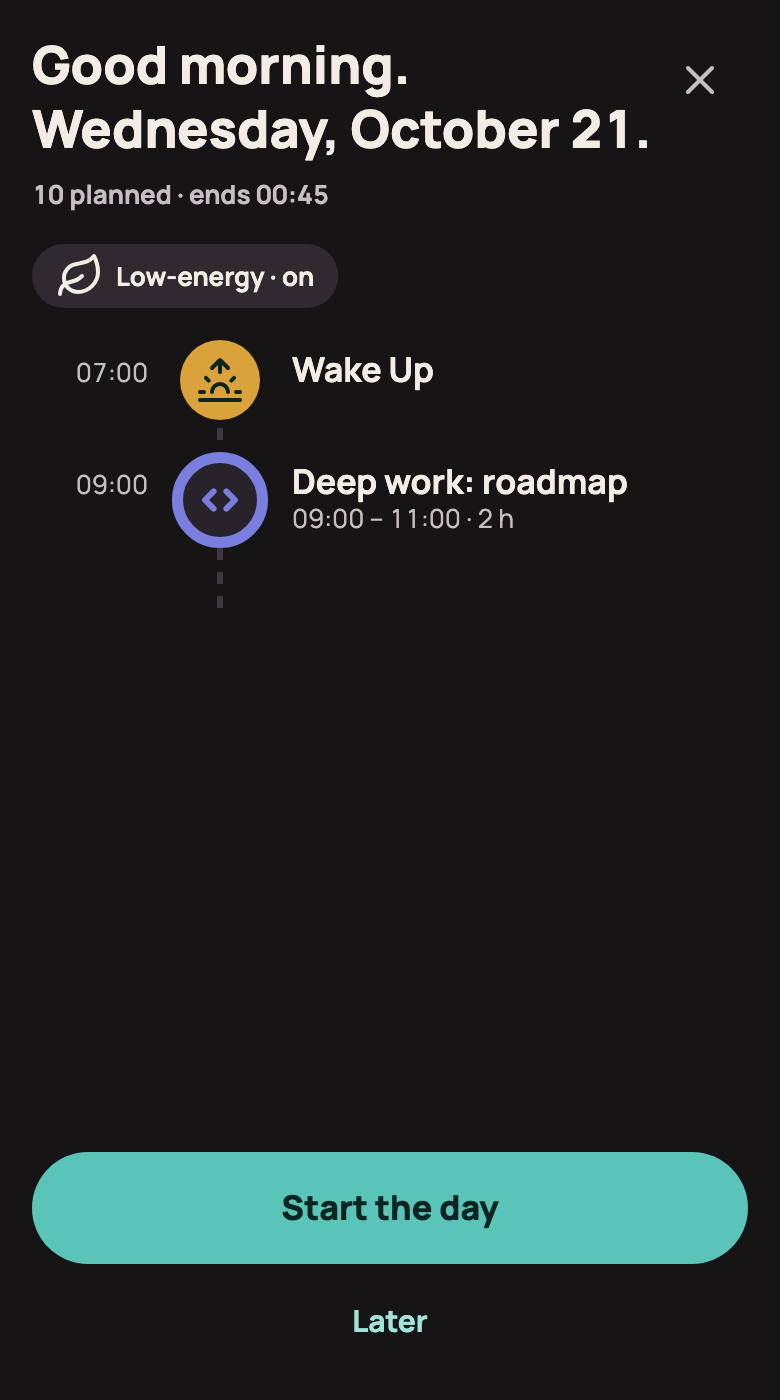 Good morning.
Wednesday, October 21.
10 planned · ends 00:45
Low-energy · on
07:00 Wake Up
09:00 Deep work: roadmap
09:00 – 11:00 · 2 h
Start the day
Later